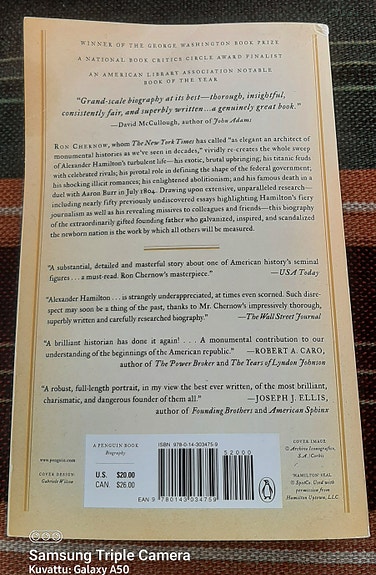 WINNER OF THE GEORGE WASHINGTON BOOK PRIZE
A NATIONAL BOOK CRITICS CIRCLE AWARD FINALIST
AN AMERICAN LIBRARY ASSOCIATION NOTABLE
BOOK OF THE YEAR
"Grand-scale biography at its best—thorough, insightful,
consistently fair, and superbly written...a genuinely great book."
—David McCullough, author of John Adams
RON CHERNOW, whom The New York Times has called "as elegant an architect of
monumental histories as we've seen in decades," vividly re-creates the whole sweep
of Alexander Hamilton's turbulent life—his exotic, brutal upbringing; his titanic feuds
with celebrated rivals; his pivotal role in defining the shape of the federal government;
his shocking illicit romances; his enlightened abolitionism; and his famous death in a
duel with Aaron Burr in July 1804. Drawing upon extensive, unparalleled research—
including nearly fifty previously undiscovered essays highlighting Hamilton's fiery
journalism as well as his revealing missives to colleagues and friends—this biography
of the extraordinarily gifted founding father who galvanized, inspired, and scandalized
the newborn nation is the work by which all others will be measured.
"A substantial, detailed and masterful story about one of American history's seminal
figures . . . a must-read. Ron Chernow's masterpiece." —USA Today
"Alexander Hamilton . . . is strangely underappreciated, at times even scorned. Such disre-
spect may soon be a thing of the past, thanks to Mr. Chernow's impressively thorough,
superbly written and carefully researched biography." —The Wall Street Journal
"A brilliant historian has done it again! . . . A monumental contribution to our
understanding of the beginnings of the American republic." —ROBERT A. CARO,
author of The Power Broker and The Years of Lyndon Johnson
"A robust, full-length portrait, in my view the best ever written, of the most brilliant,
charismatic, and dangerous founder of them all." —JOSEPH J. ELLIS,
author of Founding Brothers and American Sphinx
A PENGUIN BOOK
Biography
www.penguin.com
COVER DESIGN:
Gabriele Wilson
U.S. $20.00
CAN. $26.00
ISBN 978-0-14-303475-9
52000
EAN 9 780143 034759
COVER IMAGE:
© Archivo Iconografico,
S.A./Corbis
HAMILTON SEAL
© SpotCo. Used with
permission from
Hamilton Uptown, LLC.
Samsung Triple Camera
Kuvattu: Galaxy A50